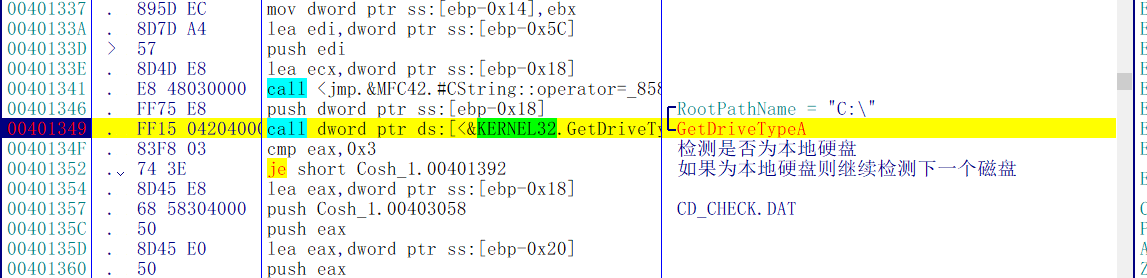 00401337 . 895D EC mov dword ptr ss:[ebp-0x14],ebx
0040133A . 8D7D A4 lea edi,dword ptr ss:[ebp-0x5C]
0040133D > 57 push edi
0040133E . 8D4D E8 lea ecx,dword ptr ss:[ebp-0x18]
00401341 . E8 48030000 call <jmp.&MFC42.#CString::operator=_858
00401346 . FF75 E8 push dword ptr ss:[ebp-0x18] RootPathName = "C:\"
00401349 . FF15 04204000 call dword ptr ds:[<&KERNEL32.GetDriveTy GetDriveTypeA
0040134F . 83F8 03 cmp eax,0x3 检测是否为本地硬盘
00401352 . 74 3E je short Cosh_1.00401392 如果为本地硬盘则继续检测下一个磁盘
00401354 . 8D45 E8 lea eax,dword ptr ss:[ebp-0x18]
00401357 . 68 58304000 push Cosh_1.00403058 CD_CHECK.DAT
0040135C . 50 push eax
0040135D . 8D45 E0 lea eax,dword ptr ss:[ebp-0x20]
00401360 . 50 push eax